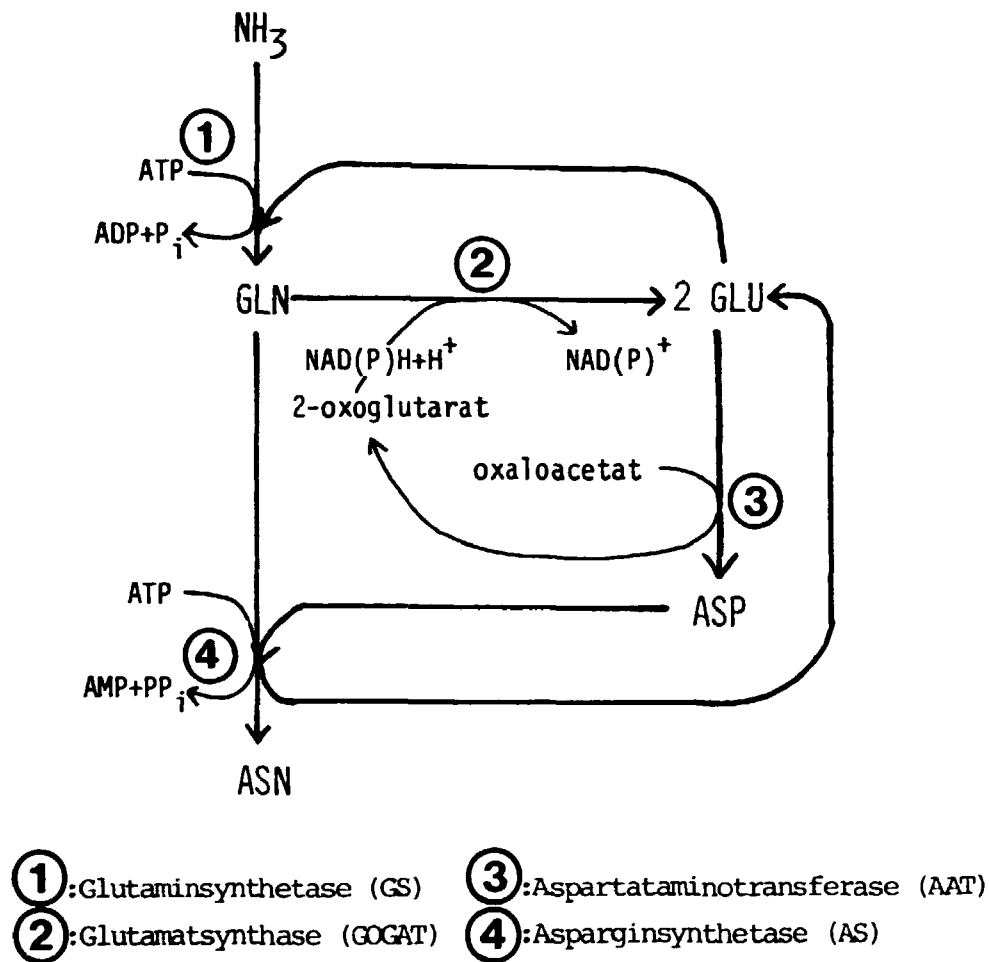 NH3
1
ATP
ADP+Pi
2
GLN
2 GLU
NAD(P)H+H+
NAD(P)+
2-oxoglutarat
oxaloacetat
3
ATP
ASP
4
AMP+PPi
ASN
1:Glutaminsynthetase (GS)
3:Aspartataminotransferase (AAT)
2:Glutamatsynthase (GOGAT)
4:Asparginsynthetase (AS)